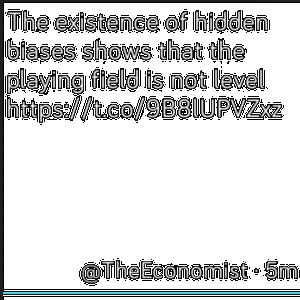 The existence of hidden
biases shows that the
playing field is not level
https://t.co/9B8IUPVZxz
@TheEconomist · 5m